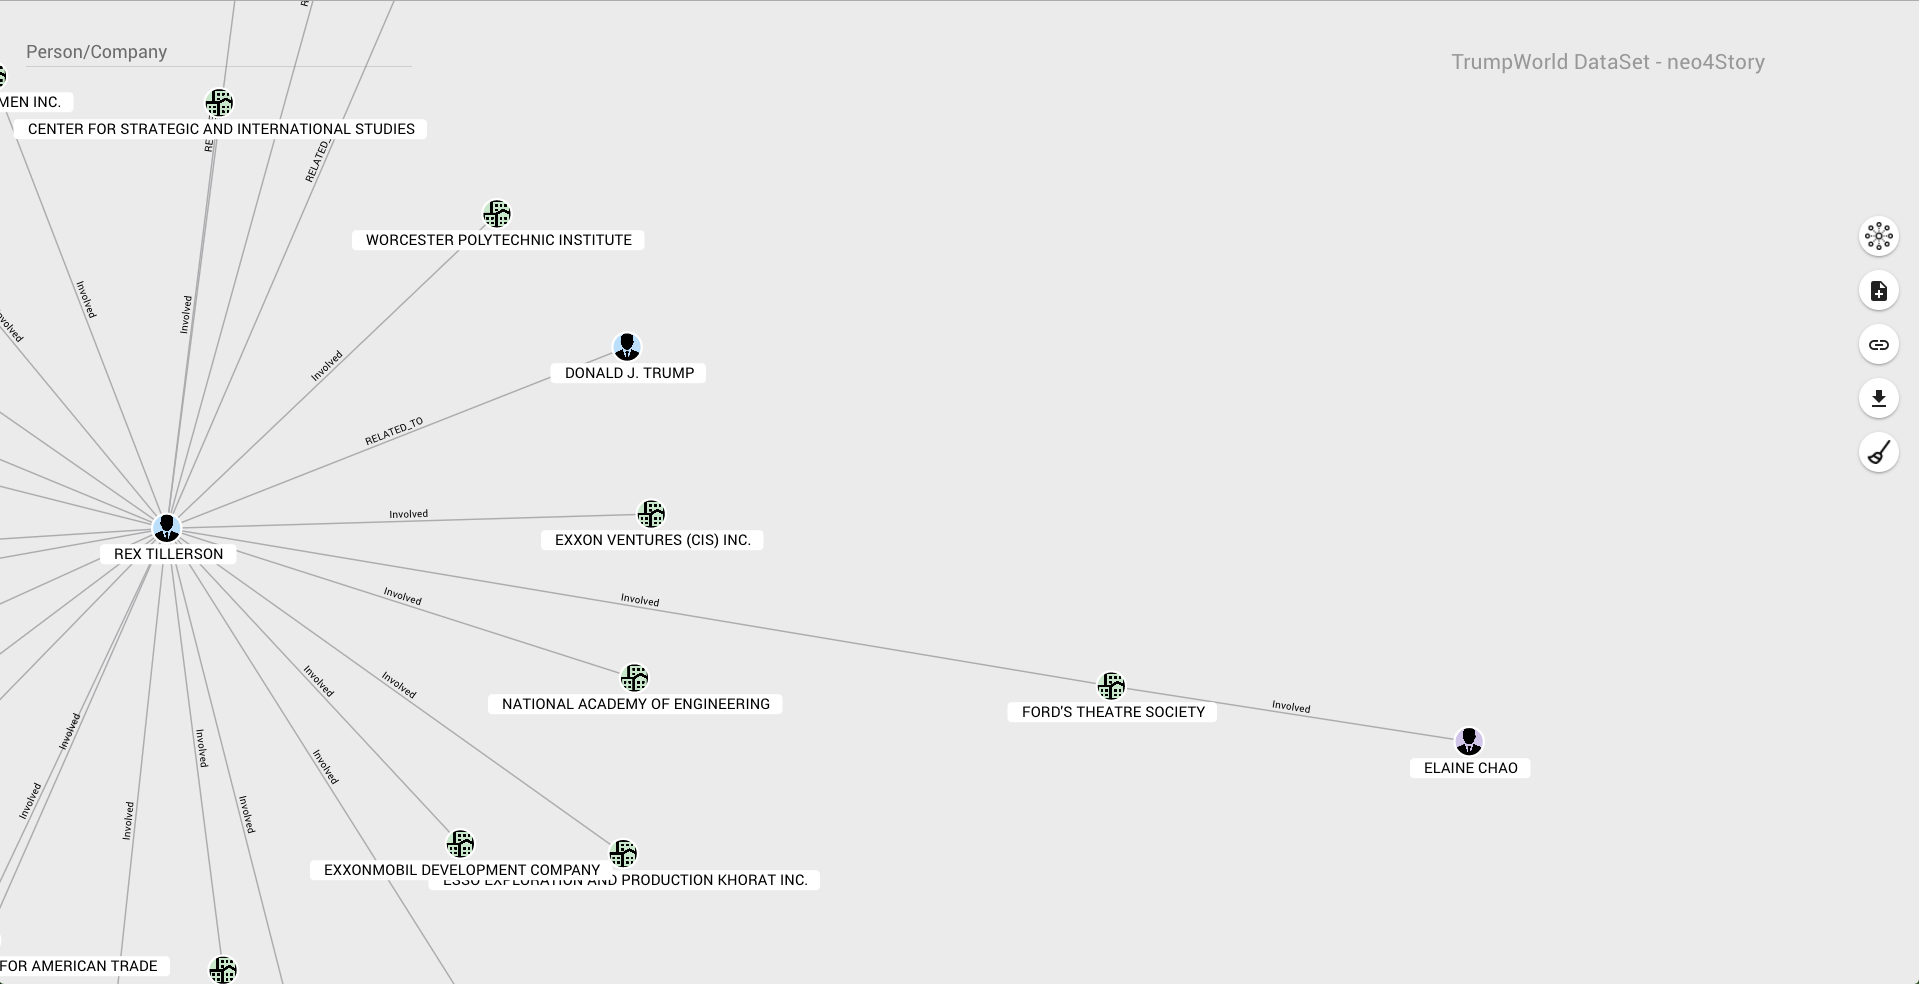 Person/Company
TrumpWorld DataSet - neo4Story
MEN INC.
CENTER FOR STRATEGIC AND INTERNATIONAL STUDIES
RELATED_
WORCESTER POLYTECHNIC INSTITUTE
Involved
Involved
Involved
DONALD J. TRUMP
RELATED_TO
Involved
EXXON VENTURES (CIS) INC.
REX TILLERSON
Involved
Involved
NATIONAL ACADEMY OF ENGINEERING
Involved
Involved
FORD'S THEATRE SOCIETY
Involved
ELAINE CHAO
Involved
Involved
Involved
Involved
Involved
Involved
EXXONMOBIL DEVELOPMENT COMPANY
ESSO EXPLORATION AND PRODUCTION KHORAT INC.
FOR AMERICAN TRADE